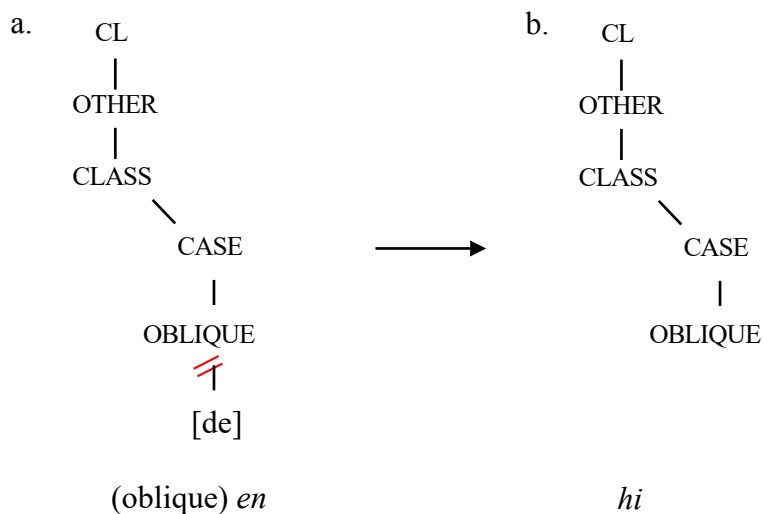 a.
CL
OTHER
CLASS
CASE
OBLIQUE
[de]
(oblique) en
b.
CL
OTHER
CLASS
CASE
OBLIQUE
hi